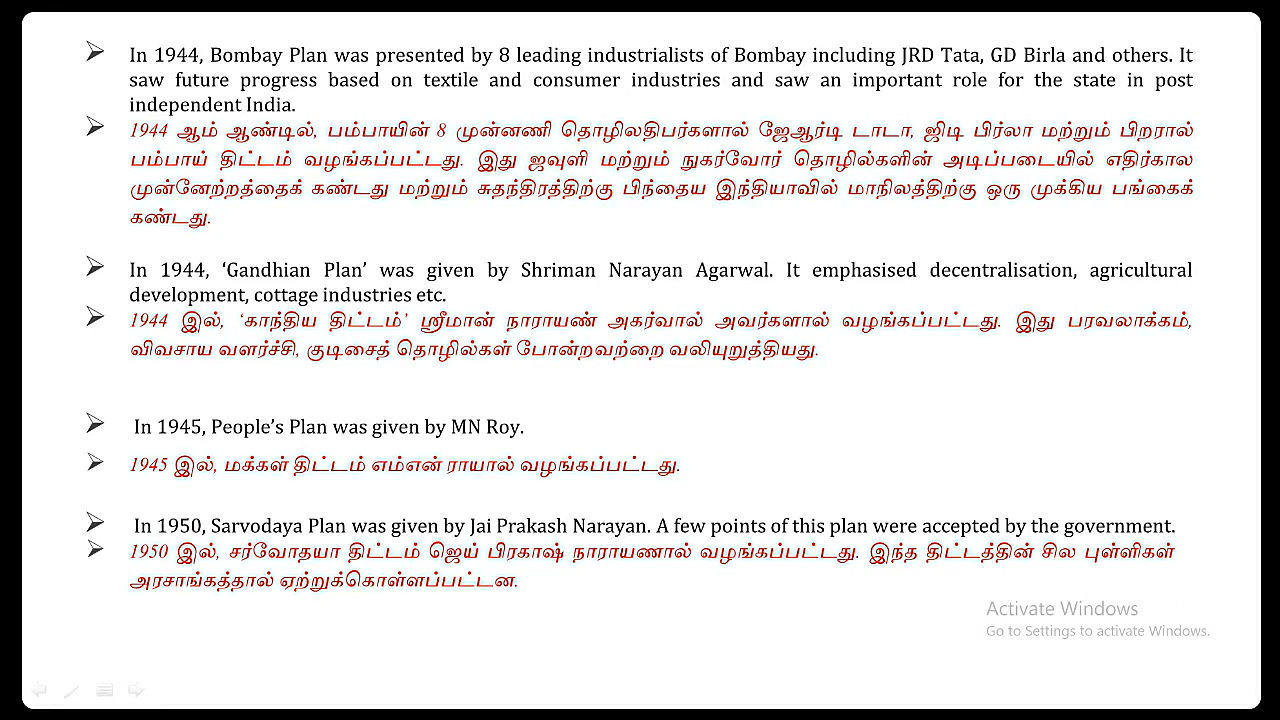 In 1944, Bombay Plan was presented by 8 leading industrialists of Bombay including JRD Tata, GD Birla and others. It
saw future progress based on textile and consumer industries and saw an important role for the state in post
independent India.
1944 ஆம் ஆண்டில், பம்பாயின் 8 முன்னணி தொழிலதிபர்களால் ஜேஆர்டி டாடா, ஜிடி பிர்லா மற்றும் பிறரால்
பம்பாய் திட்டம் வழங்கப்பட்டது. இது ஜவுளி மற்றும் நுகர்வோர் தொழில்களின் அடிப்படையில் எதிர்கால
முன்னேற்றத்தைக் கண்டது மற்றும் சுதந்திரத்திற்கு பிந்தைய இந்தியாவில் மாநிலத்திற்கு ஒரு முக்கிய பங்கைக்
கண்டது.
In 1944, ‘Gandhian Plan’ was given by Shriman Narayan Agarwal. It emphasised decentralisation, agricultural
development, cottage industries etc.
1944 இல், ‘காந்திய திட்டம்’ ஸ்ரீமான் நாராயண் அகர்வால் அவர்களால் வழங்கப்பட்டது. இது பரவலாக்கம்,
விவசாய வளர்ச்சி, குடிசைத் தொழில்கள் போன்றவற்றை வலியுறுத்தியது.
In 1945, People’s Plan was given by MN Roy.
1945 இல், மக்கள் திட்டம் எம்என் ராயால் வழங்கப்பட்டது.
In 1950, Sarvodaya Plan was given by Jai Prakash Narayan. A few points of this plan were accepted by the government.
1950 இல், சர்வோதயா திட்டம் ஜெய் பிரகாஷ் நாராயணால் வழங்கப்பட்டது. இந்த திட்டத்தின் சில புள்ளிகள்
அரசாங்கத்தால் ஏற்றுக்கொள்ளப்பட்டன.
Activate Windows
Go to Settings to activate Windows.